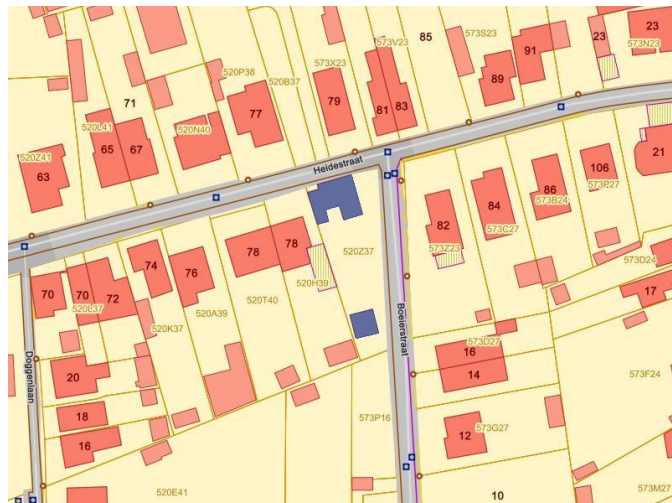 573V23
85
573S23
91
23
23
573N23
573X23
520P38
520B37
89
71
77
79
81
83
520N40
520L41
65
67
106
21
573P27
520Z41
63
Heidestraat
86
573B24
84
573C27
82
573Z23
78
78
520Z37
74
76
520H39
573D24
17
70
70
72
520L37
520T40
520A39
520K37
Boeierstraat
Doggenlaan
16
573D27
14
20
573F24
18
573P16
16
12
573G27
10
520E41
573M27